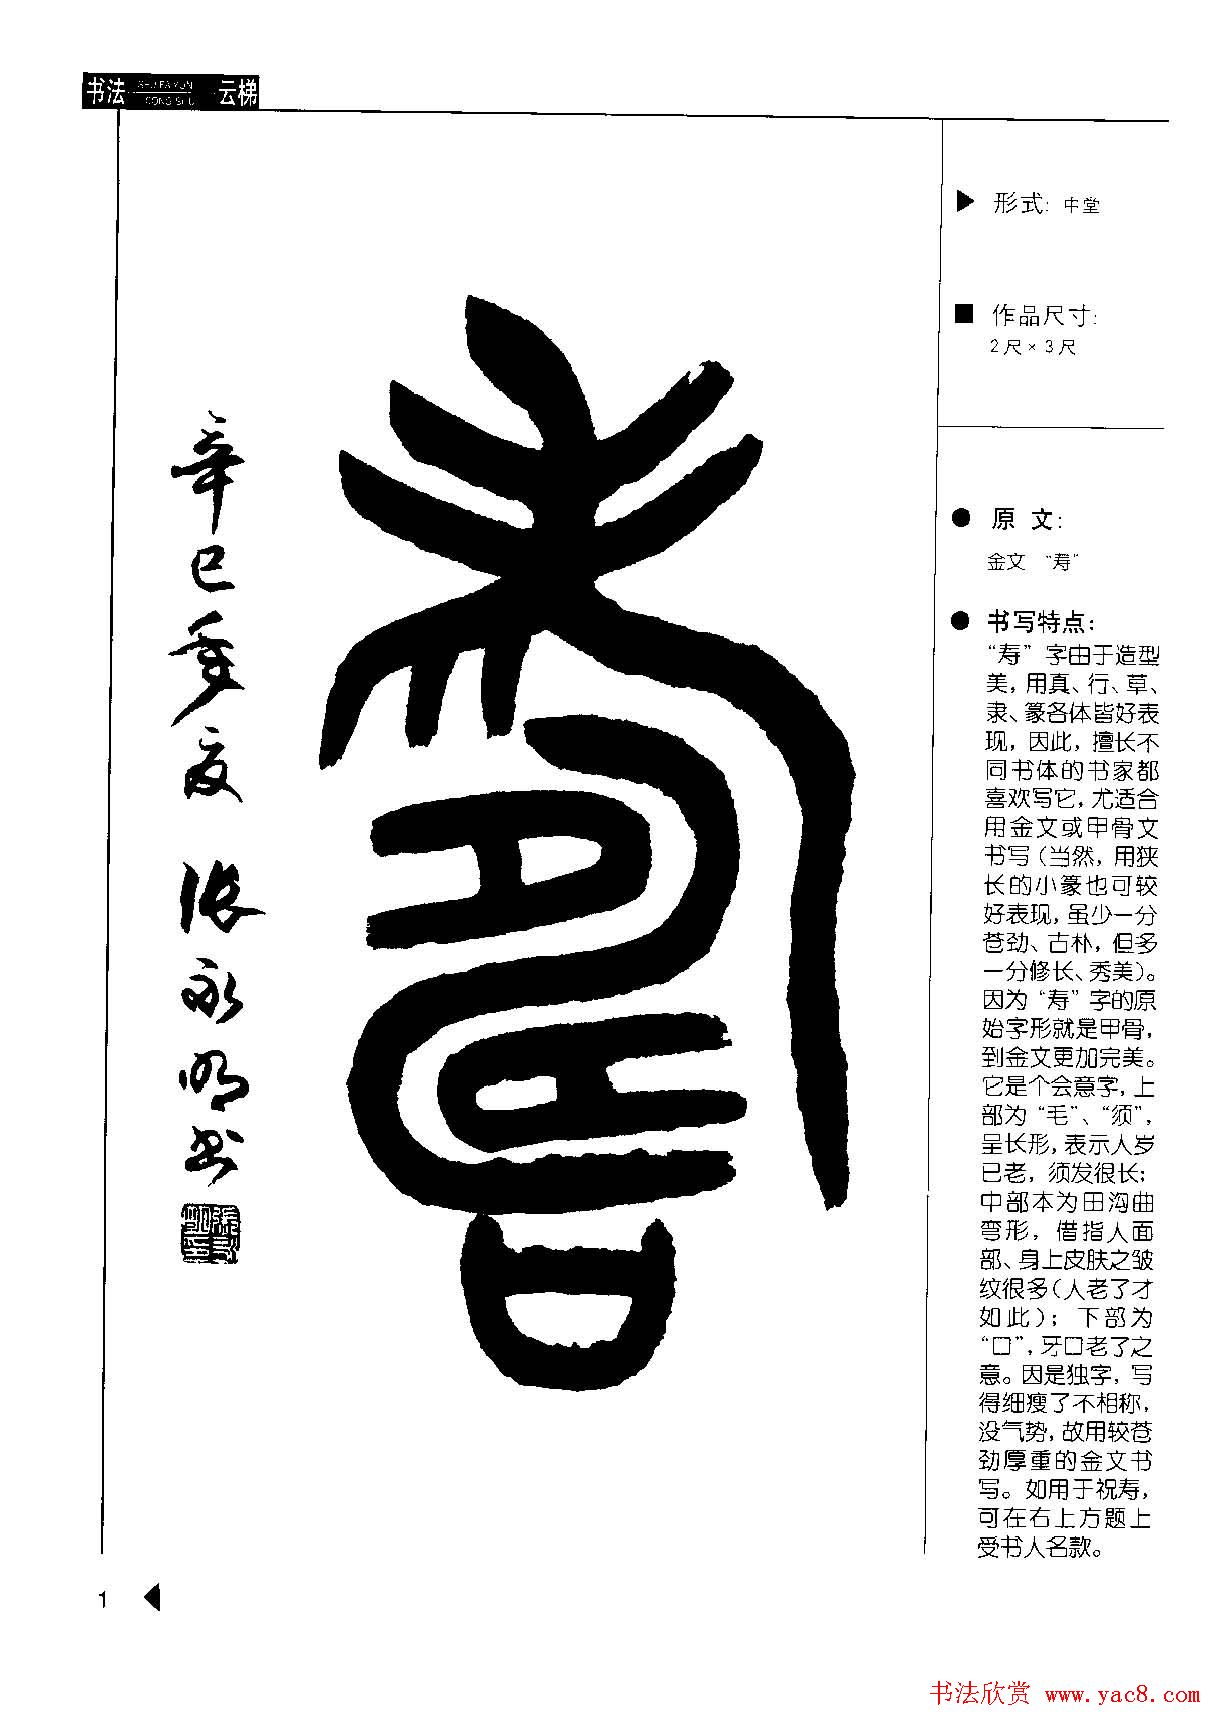 书法 SHU FA YUN
CONG SHU 云梯
形式：中堂
作品尺寸：
2尺×3尺
原 文：
金文 “寿”
书写特点：
“寿”字由于造型
美，用真、行、草、
隶、篆各体皆好表
现，因此，擅长不
同书体的书家都
喜欢写它，尤适合
用金文或甲骨文
书写（当然，用狭
长的小篆也可较
好表现，虽少一分
苍劲、古朴，但多
一分修长、秀美）。
因为“寿”字的原
始字形就是甲骨，
到金文更加完美。
它是个会意字，上
部为“毛”、“须”，
呈长形，表示人岁
已老，须发很长；
中部本为田沟曲
弯形，借指人面
部、身上皮肤之皱
纹很多（人老了才
如此）；下部为
“口”，牙口老了之
意。因是独字，写
得细瘦了不相称，
没气势，故用较苍
劲厚重的金文书
写。如用于祝寿，
可在右上方题上
受书人名款。
寿
辛巳年夏 张永明书
1
书法欣赏 www.yac8.com